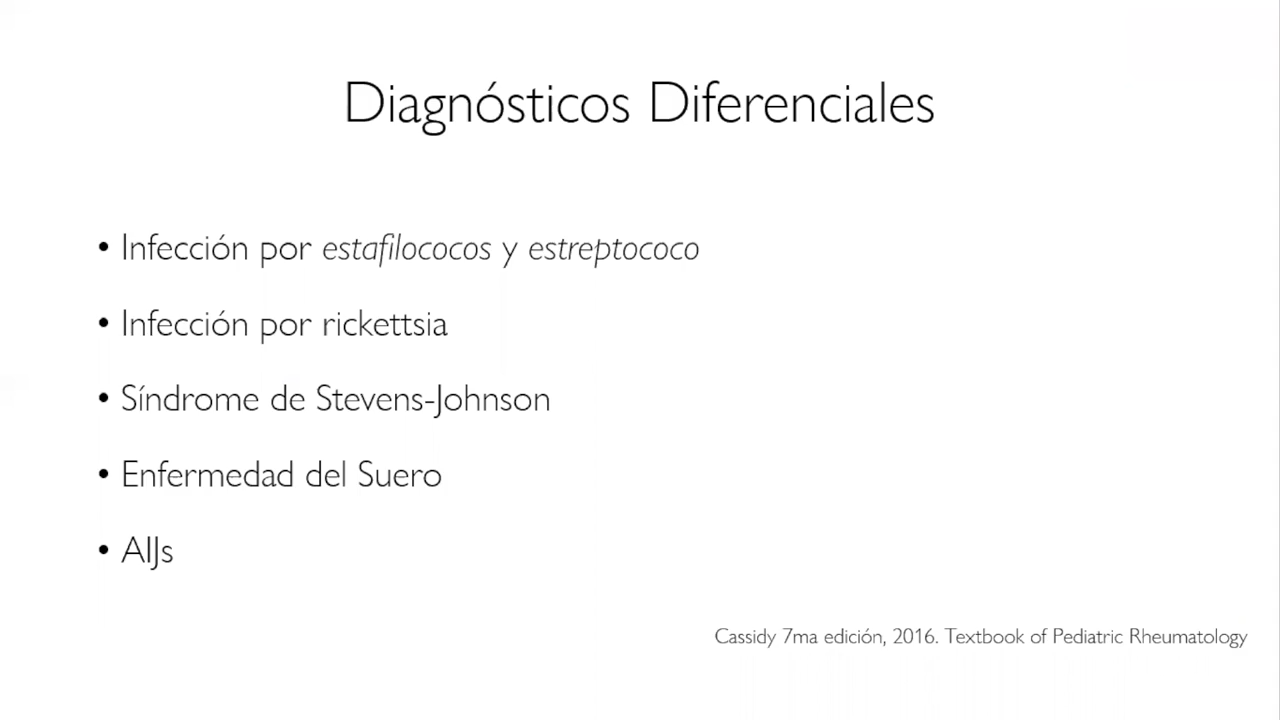 Diagnósticos Diferenciales
• Infección por estafilococos y estreptococo
• Infección por rickettsia
• Síndrome de Stevens-Johnson
• Enfermedad del Suero
• AIJs
Cassidy 7ma edición, 2016. Textbook of Pediatric Rheumatology